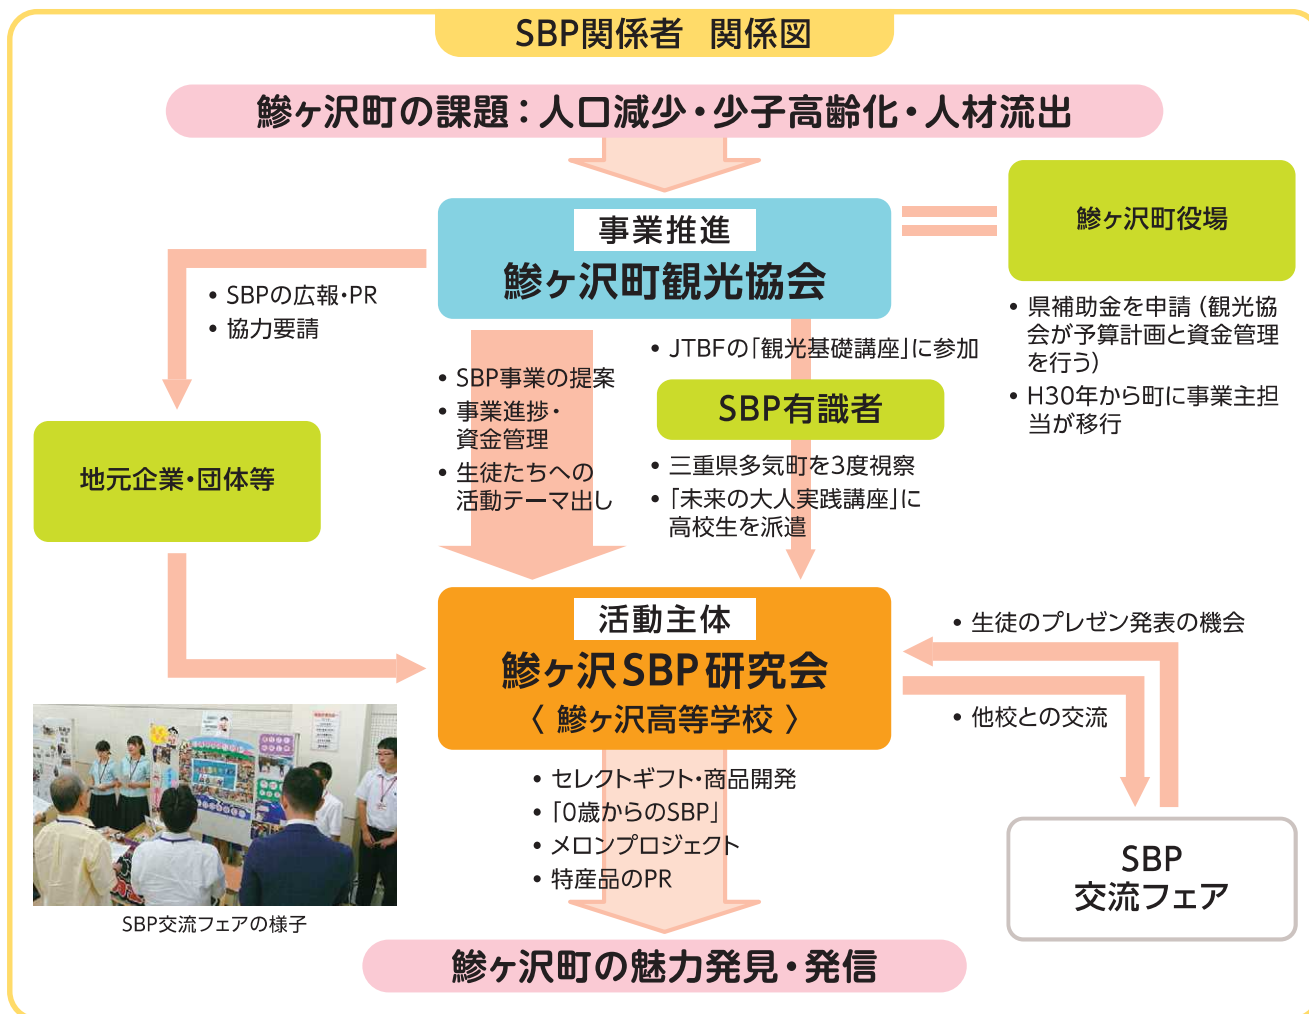 SBP関係者 関係図
鰺ヶ沢町の課題：人口減少・少子高齢化・人材流出
事業推進
鰺ヶ沢町観光協会
鰺ヶ沢町役場
• 県補助金を申請（観光協
会が予算計画と資金管理
を行う）
• H30年から町に事業主担
当が移行
• SBPの広報・PR
• 協力要請
• SBP事業の提案
• 事業進捗・
資金管理
• 生徒たちへの
活動テーマ出し
• JTBFの「観光基礎講座」に参加
SBP有識者
• 三重県多気町を3度視察
• 「未来の大人実践講座」に
高校生を派遣
地元企業・団体等
活動主体
鰺ヶ沢SBP研究会
〈 鰺ヶ沢高等学校 〉
• 生徒のプレゼン発表の機会
• 他校との交流
SBP
交流フェア
• セレクトギフト・商品開発
• 「0歳からのSBP」
• メロンプロジェクト
• 特産品のPR
SBP交流フェアの様子
鰺ヶ沢町の魅力発見・発信